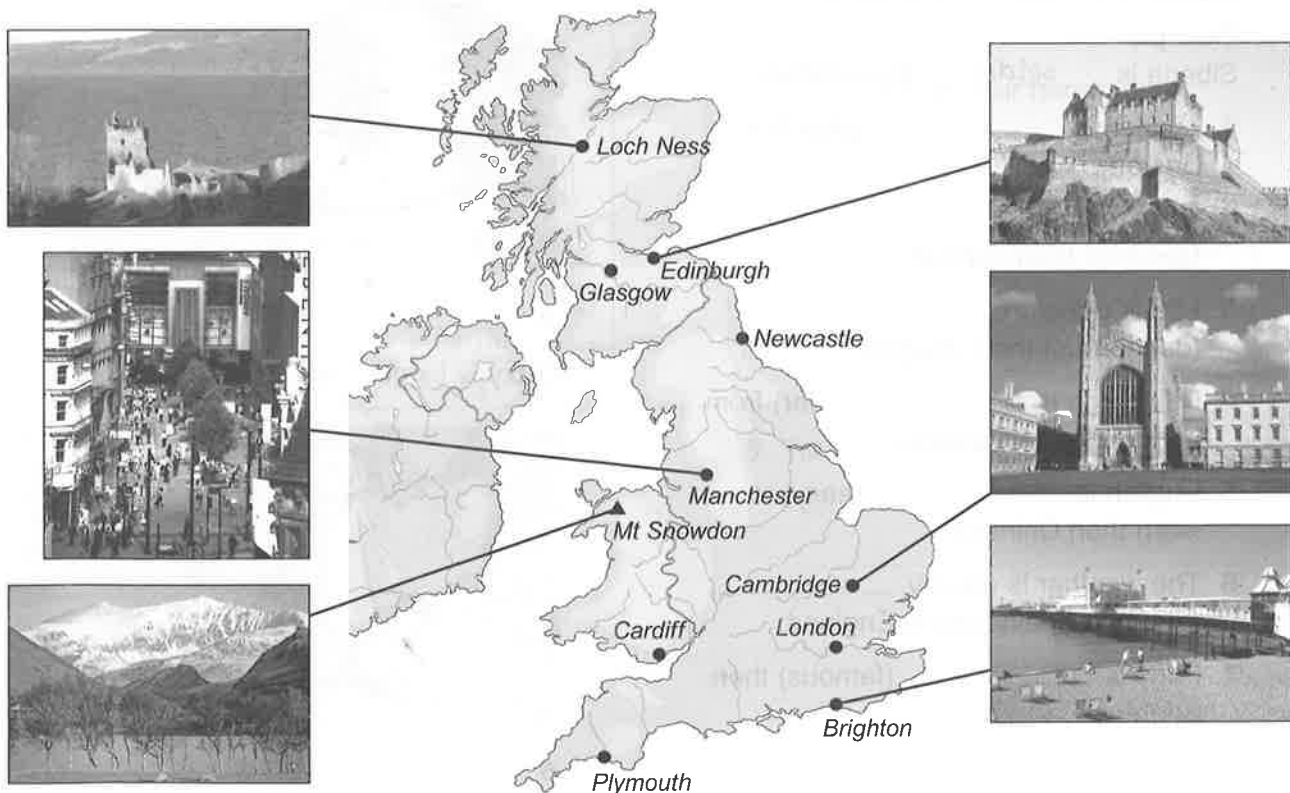 Loch Ness
Edinburgh
Glasgow
Newcastle
Manchester
Mt Snowdon
Cambridge
Cardiff
London
Brighton
Plymouth